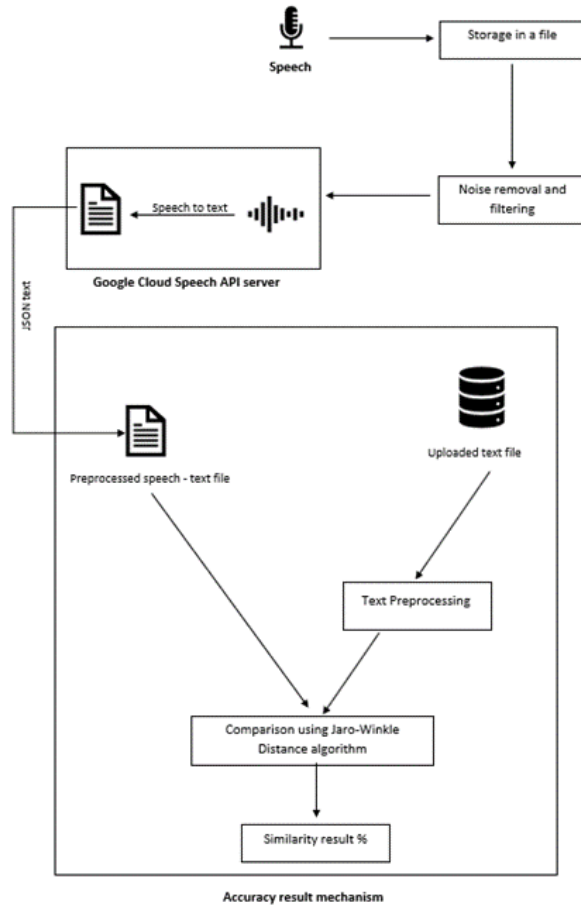 Storage in a file
Speech
Noise removal and
filtering
Speech to text
Google Cloud Speech API server
JSON text
Uploaded text file
Preprocessed speech - text file
Text Preprocessing
Comparison using Jaro-Winkle
Distance algorithm
Similarity result %
Accuracy result mechanism